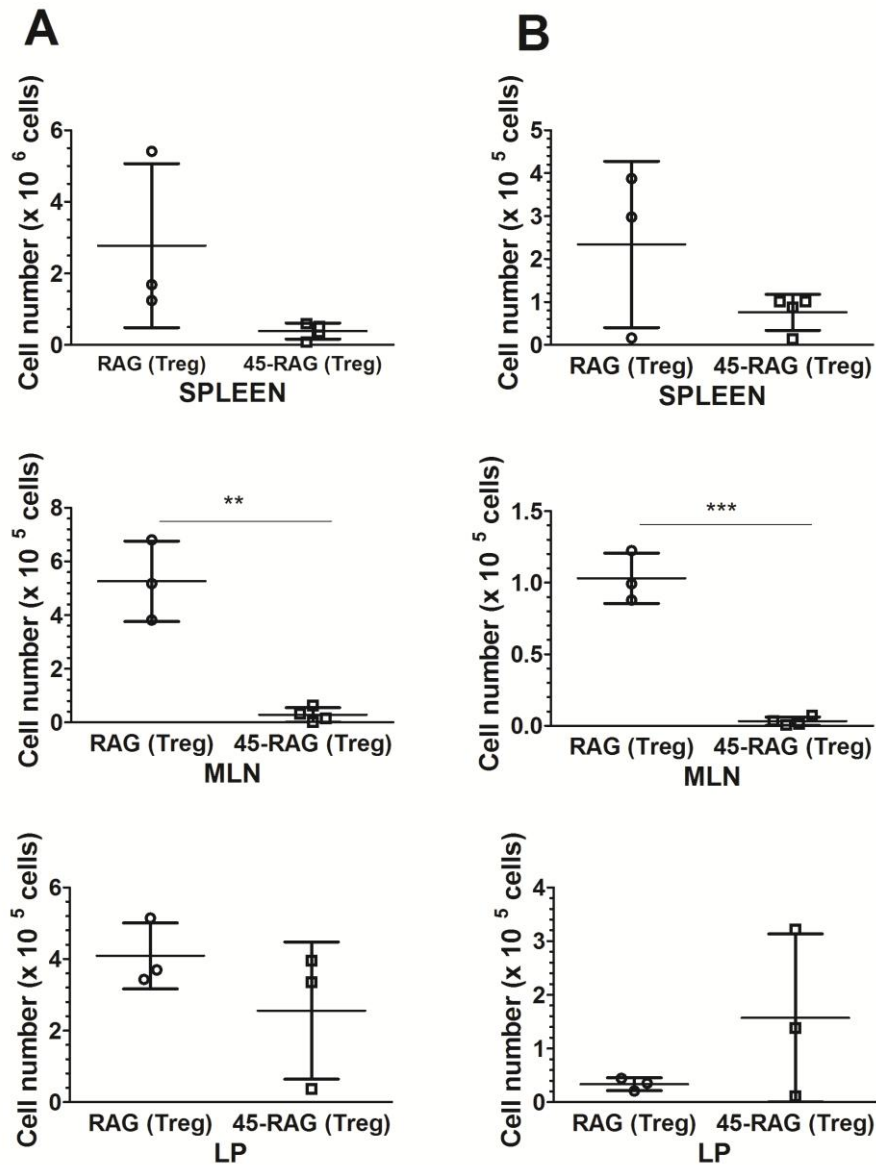 A
B
Cell number (x 10 6 cells)
6
4
2
0
RAG (Treg) 45-RAG (Treg)
SPLEEN
Cell number (x 10 5 cells)
5
4
3
2
1
0
RAG (Treg) 45-RAG (Treg)
SPLEEN
Cell number (x 10 5 cells)
8
6
4
2
0
**
RAG (Treg) 45-RAG (Treg)
MLN
Cell number (x 10 5 cells)
1.5
1.0
0.5
0.0
***
RAG (Treg) 45-RAG (Treg)
MLN
Cell number (x 10 5 cells)
6
4
2
0
RAG (Treg) 45-RAG (Treg)
LP
Cell number (x 10 5 cells)
4
3
2
1
0
RAG (Treg) 45-RAG (Treg)
LP